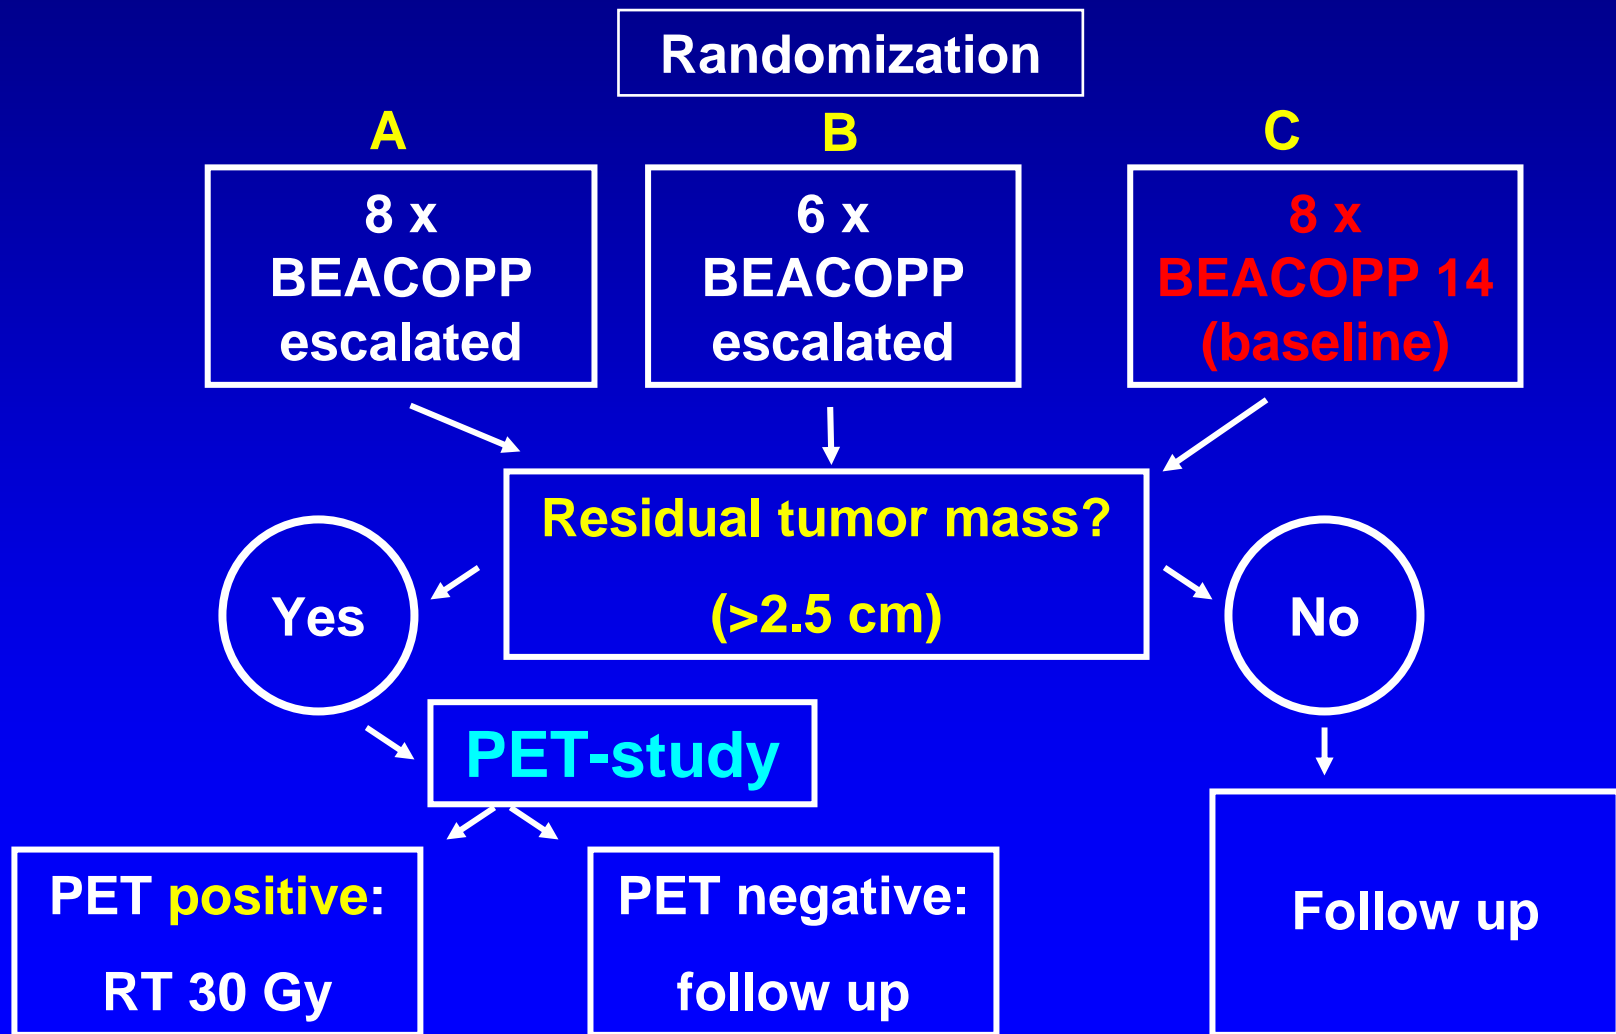 Randomization
A
B
C
8 x
BEACOPP
escalated
6 x
BEACOPP
escalated
8 x
BEACOPP 14
(baseline)
Residual tumor mass?
(>2.5 cm)
Yes
No
PET-study
PET positive:
RT 30 Gy
PET negative:
follow up
Follow up